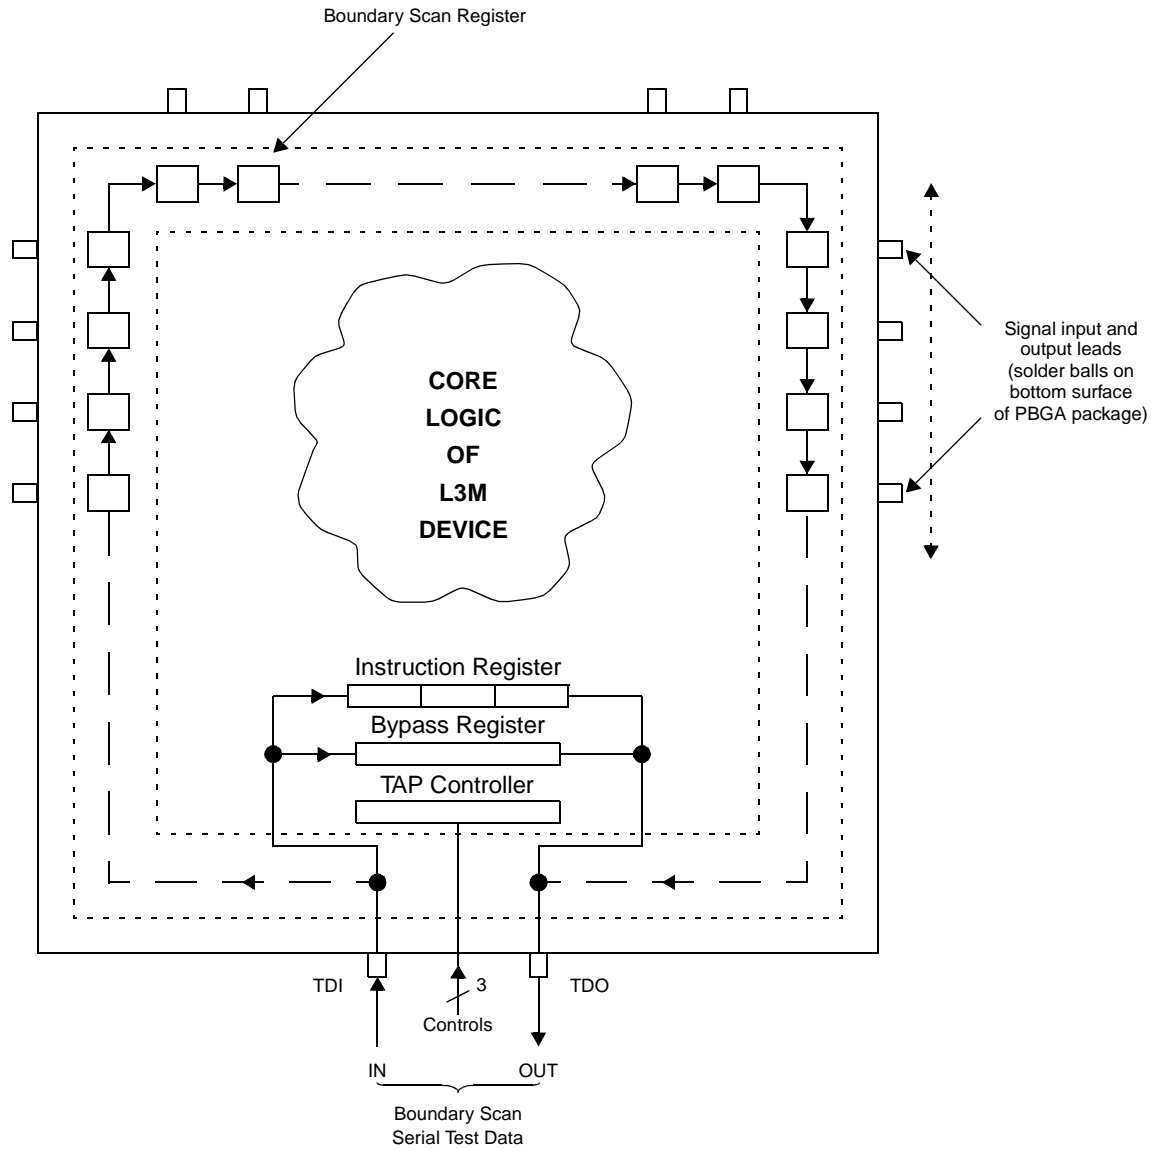 Boundary Scan Register
CORE
LOGIC
OF
L3M
DEVICE
Signal input and
output leads
(solder balls on
bottom surface
of PBGA package)
Instruction Register
Bypass Register
TAP Controller
TDI
3
TDO
Controls
IN
OUT
Boundary Scan
Serial Test Data